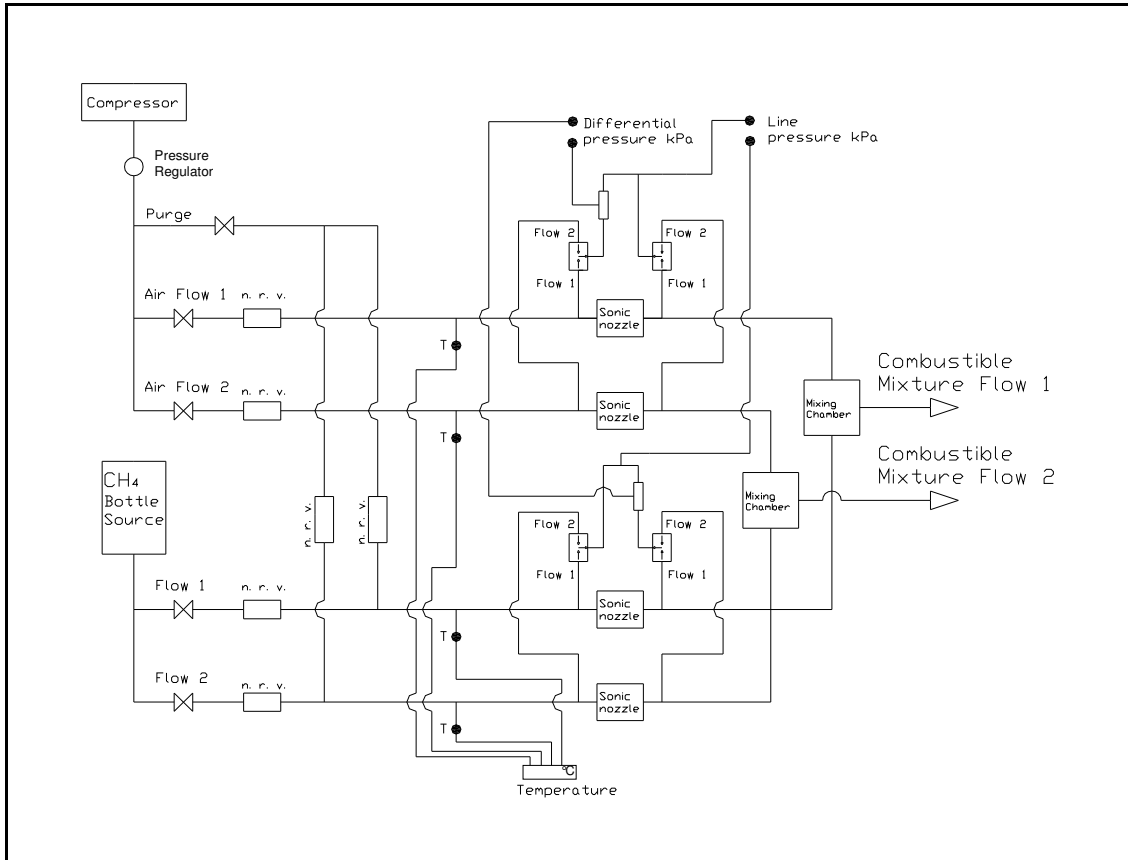 Compressor
Pressure
Regulator
Differential
pressure kPa
Line
pressure kPa
Purge
Flow 2
Flow 2
Flow 1
Flow 1
Air Flow 1
n. r. v.
Sonic
nozzle
T
Combustible
Mixture Flow 1
Air Flow 2
n. r. v.
Sonic
nozzle
Mixing
Chamber
T
Combustible
Mixture Flow 2
CH4
Bottle
Source
Mixing
Chamber
n. r. v.
n. r. v.
Flow 2
Flow 2
Flow 1
Flow 1
Flow 1
n. r. v.
Sonic
nozzle
T
Flow 2
n. r. v.
Sonic
nozzle
T
°C
Temperature